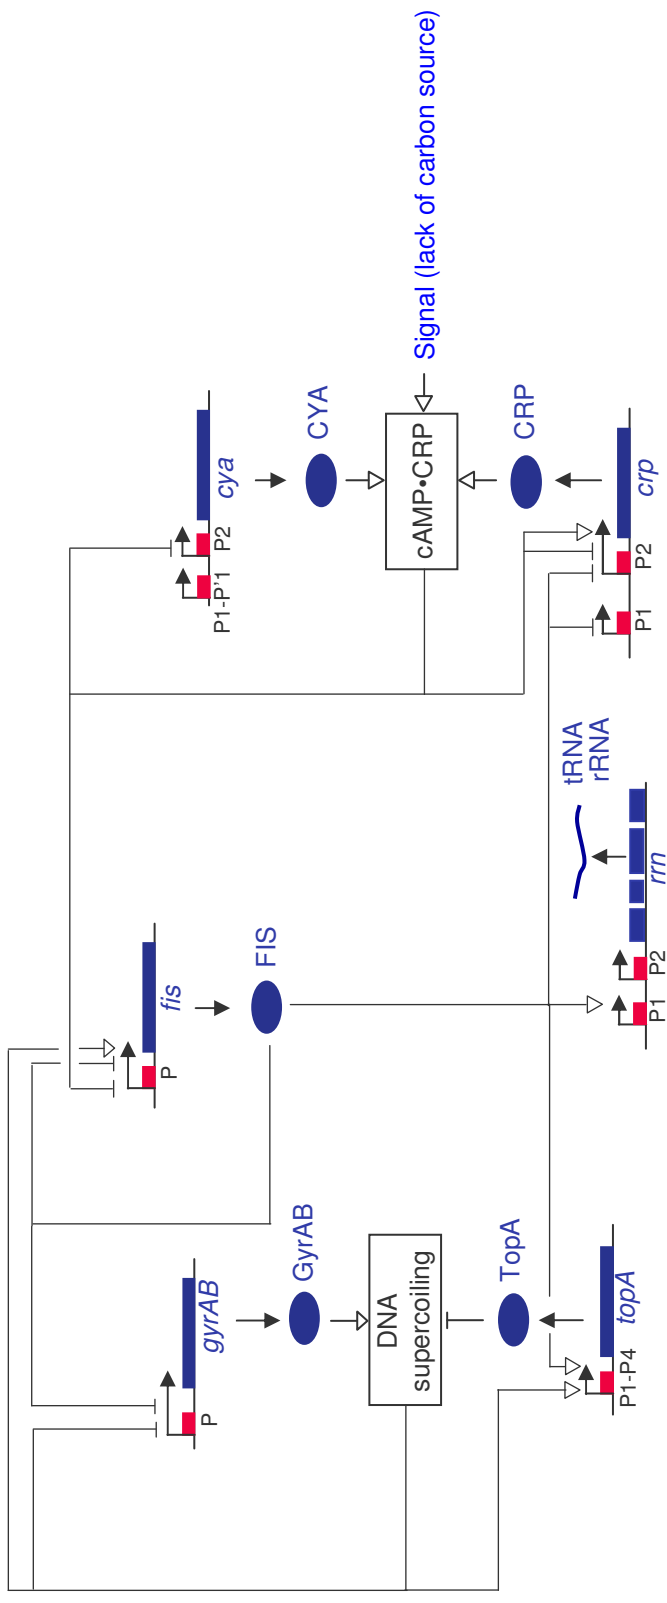 gyrAB
P
GyrAB
DNA
supercoiling
TopA
topA
P1-P4
fis
P
FIS
tRNA
rRNA
rrn
P1
P2
cya
P1-P'1
P2
CYA
cAMP•CRP
Signal (lack of carbon source)
CRP
crp
P1
P2